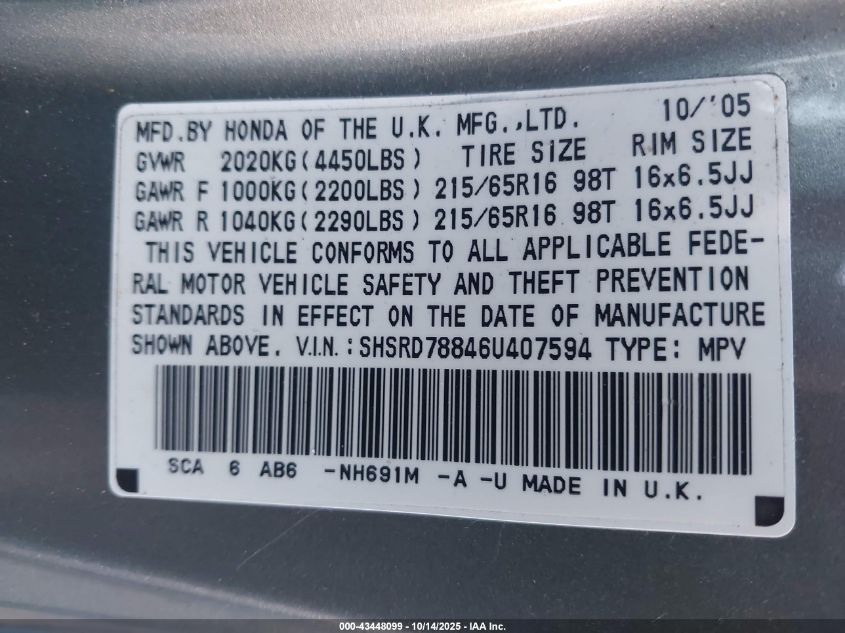 MFD.BY HONDA OF THE U.K. MFG.,LTD. 10/'05
GVWR 2020KG(4450LBS) TIRE SIZE RIM SIZE
GAWR F 1000KG(2200LBS) 215/65R16 98T 16x6.5JJ
GAWR R 1040KG(2290LBS) 215/65R16 98T 16x6.5JJ
THIS VEHICLE CONFORMS TO ALL APPLICABLE FEDE-
RAL MOTOR VEHICLE SAFETY AND THEFT PREVENTION
STANDARDS IN EFFECT ON THE DATE OF MANUFACTURE
SHOWN ABOVE. V.I.N.:SHSRD78846U407594 TYPE: MPV
SCA 6 AB6 -NH691M -A -U MADE IN U.K.
000-43448099 - 10/14/2025 - IAA Inc.